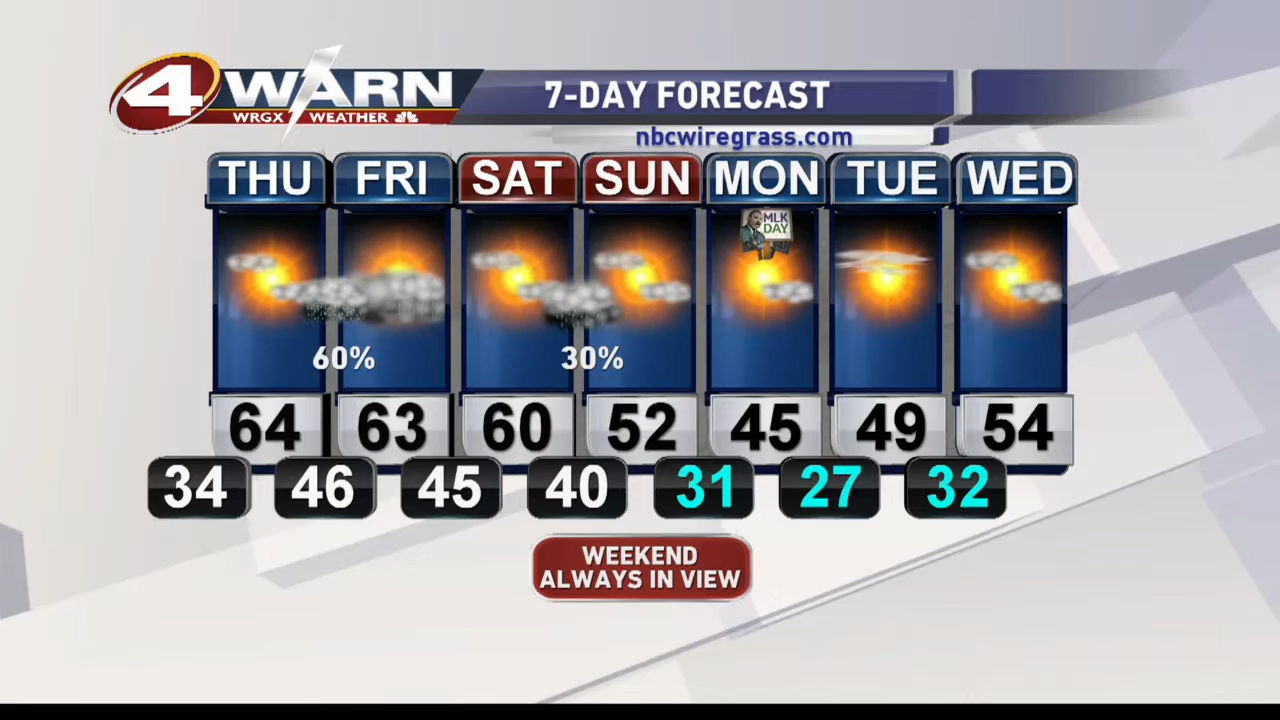 4 WARN
WRGX WEATHER
7-DAY FORECAST
nbcwiregrass.com
THU FRI SAT SUN MON TUE WED
MLK
DAY
60% 30%
64 63 60 52 45 49 54
34 46 45 40 31 27 32
WEEKEND
ALWAYS IN VIEW